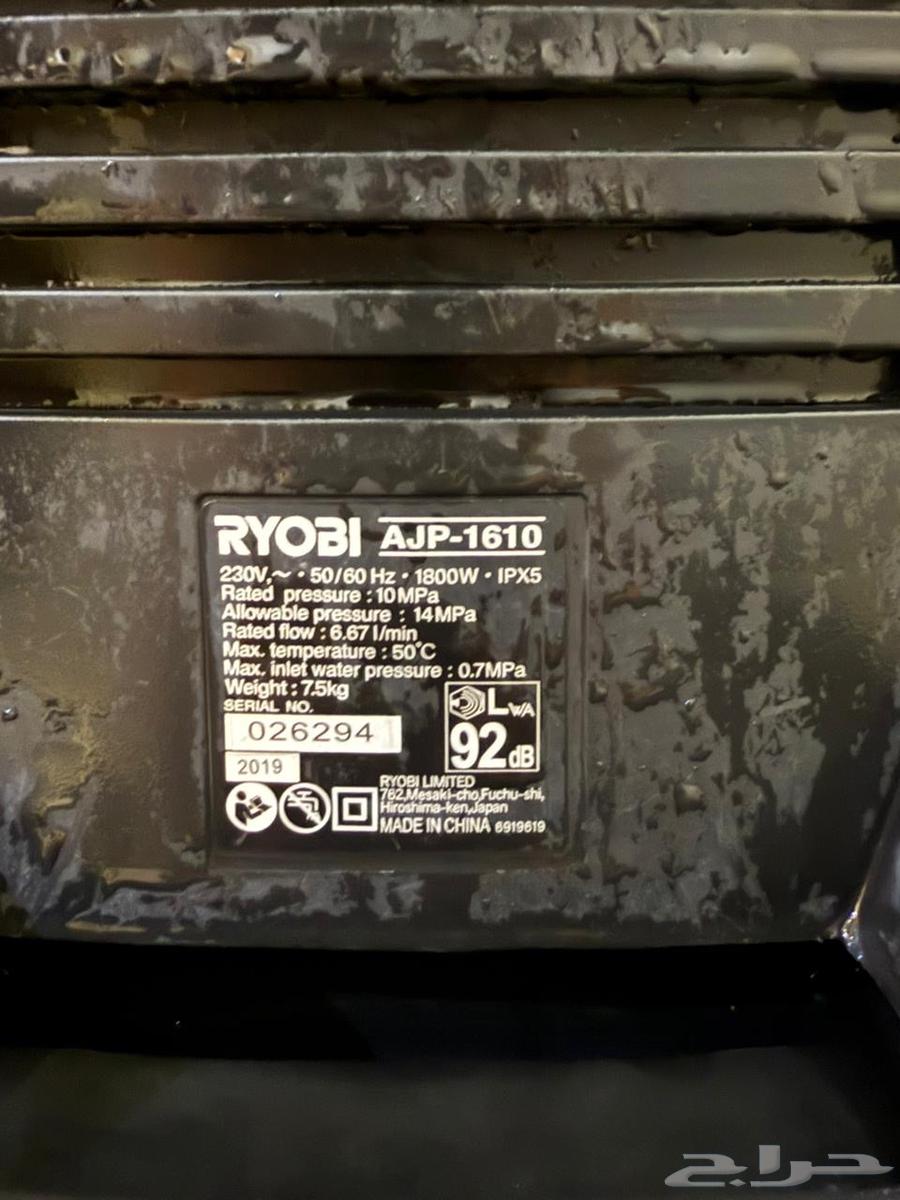 RYOBI AJP-1610
230V,~ · 50/60 Hz · 1800W · IPX5
Rated pressure : 10MPa
Allowable pressure : 14MPa
Rated flow : 6.67 l/min
Max. temperature : 50°C
Max. inlet water pressure : 0.7MPa
Weight : 7.5kg
SERIAL NO.
026294
LWA
92dB
2019
RYOBI LIMITED
762,Mesaki-cho,Fuchu-shi,
Hiroshima-ken,Japan
MADE IN CHINA 6919619
حراج